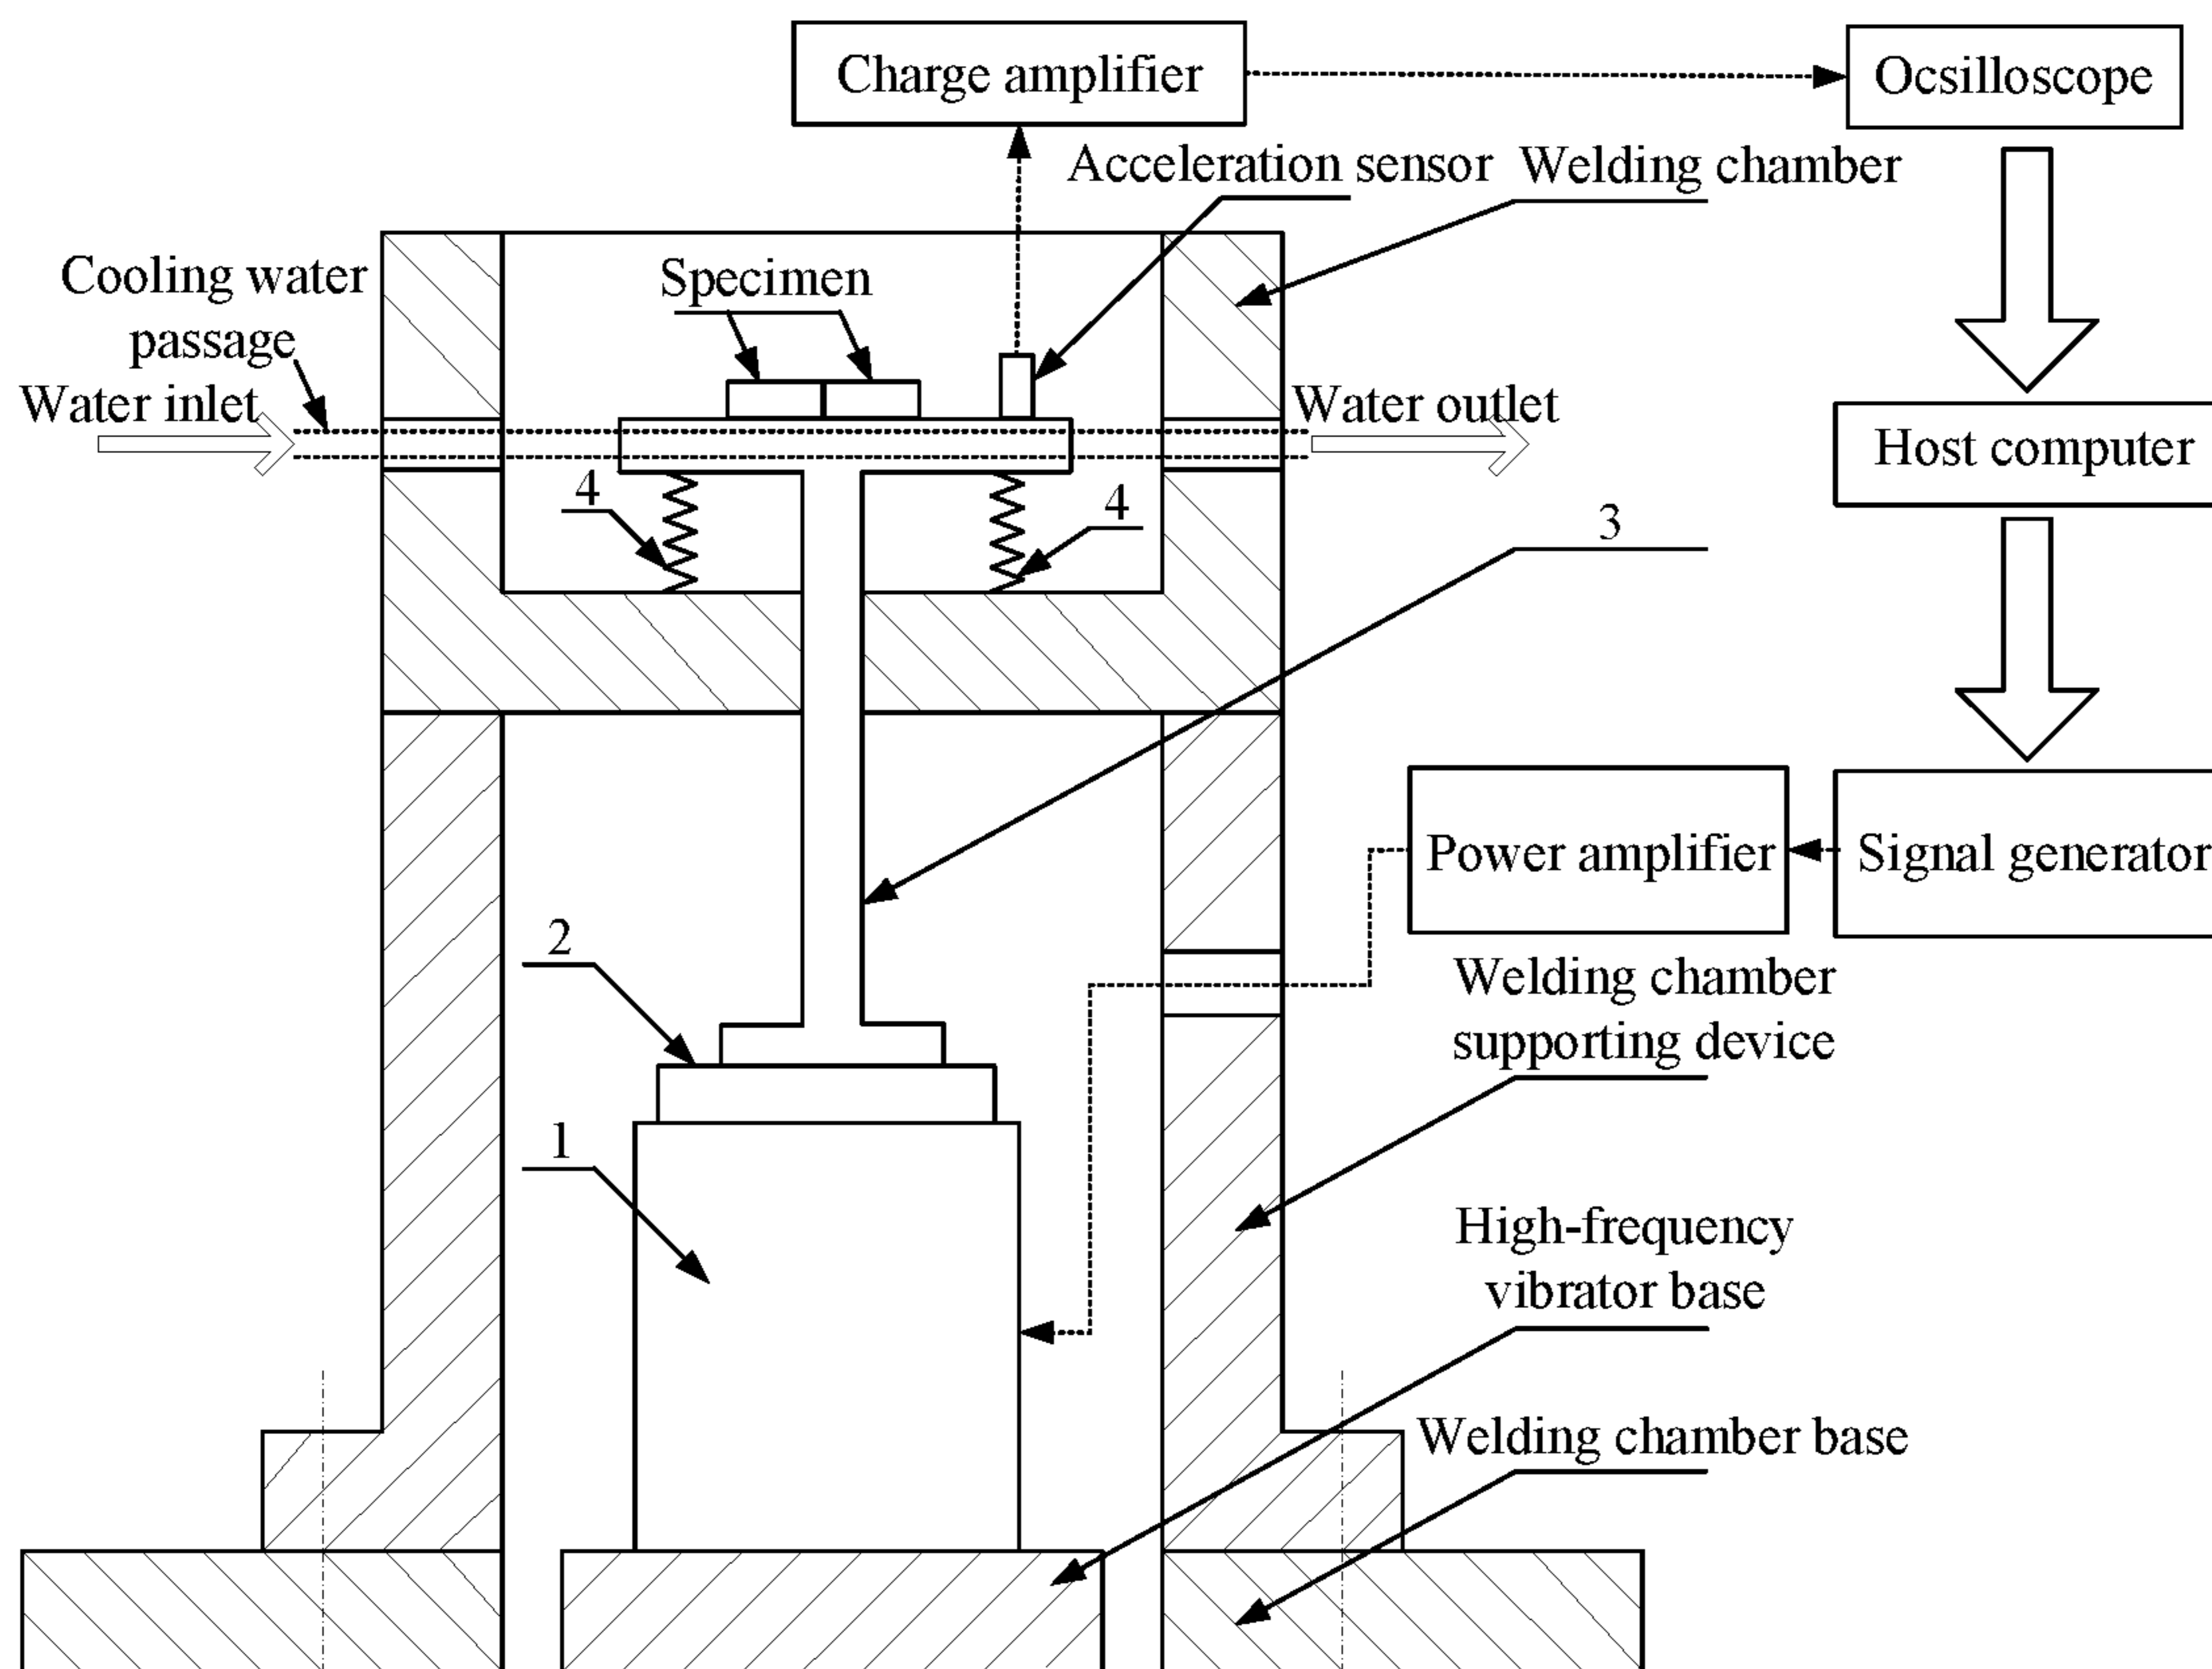 Charge amplifier
Ocsilloscope
Acceleration sensor
Welding chamber
Cooling water
passage
Specimen
Water inlet
Water outlet
Host computer
4
4
3
Power amplifier
Signal generator
2
Welding chamber
supporting device
1
High-frequency
vibrator base
Welding chamber base